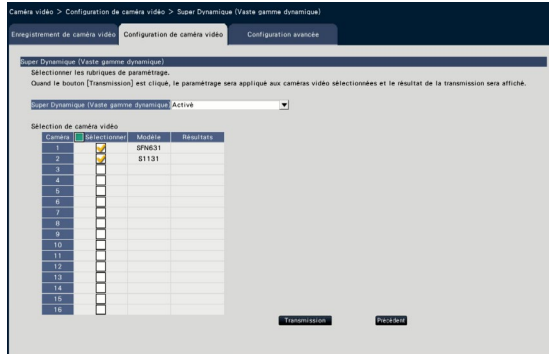 Caméra vidéo > Configuration de caméra vidéo > Super Dynamique (Vaste gamme dynamique)
Enregistrement de caméra vidéo Configuration de caméra vidéo Configuration avancée
Super Dynamique (Vaste gamme dynamique)
Sélectionner les rubriques de paramétrage.
Quand le bouton [Transmission] est cliqué, le paramétrage sera appliqué aux caméras vidéo sélectionnées et le résultat de la transmission sera affiché.
Super Dynamique (Vaste gamme dynamique) Activé
Sélection de caméra vidéo
Caméra Sélectionner Modèle Résultats
1 SFN631
2 S1131
3
4
5
6
7
8
9
10
11
12
13
14
15
16
Transmission Précédent